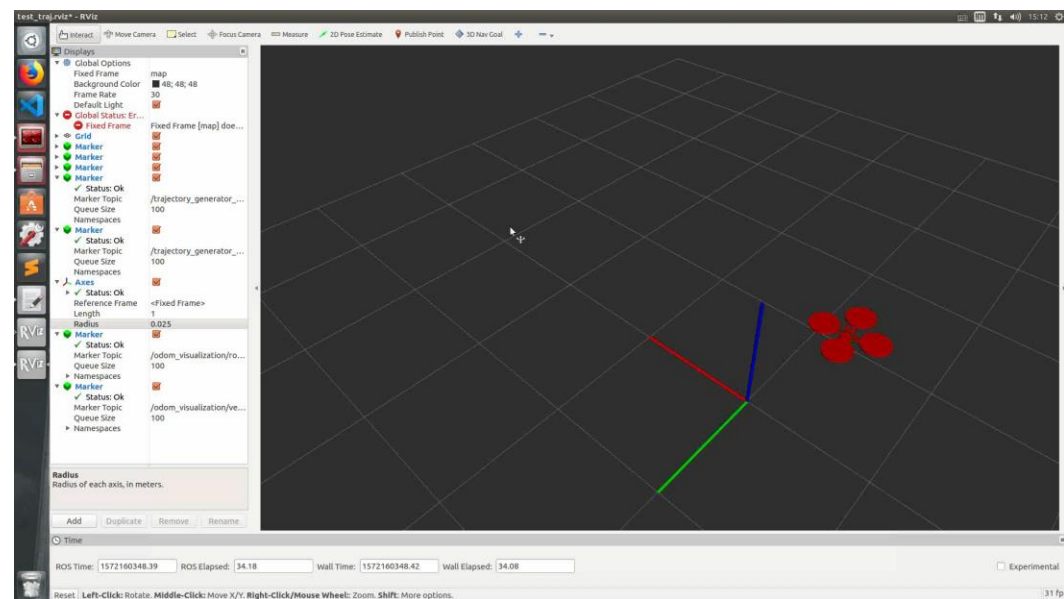 test_traj.rviz* - RViz
15:12
Interact Move Camera Select Focus Camera Measure 2D Pose Estimate Publish Point 3D Nav Goal
Displays
Global Options
Fixed Frame map
Background Color 48; 48; 48
Frame Rate 30
Default Light
Global Status: Er...
Fixed Frame Fixed Frame [map] doe...
Grid
Marker
Marker
Marker
Marker
Status: Ok
Marker Topic /trajectory_generator_...
Queue Size 100
Namespaces
Marker
Status: Ok
Marker Topic /trajectory_generator_...
Queue Size 100
Namespaces
Axes
Status: Ok
Reference Frame <Fixed Frame>
Length 1
Radius 0.025
Marker
Status: Ok
Marker Topic /odom_visualization/ro...
Queue Size 100
Namespaces
Marker
Status: Ok
Marker Topic /odom_visualization/ve...
Queue Size 100
Namespaces
RViz
RViz
Radius
Radius of each axis, in meters.
Add Duplicate Remove Rename
Time
ROS Time: 1572160348.39 ROS Elapsed: 34.18 Wall Time: 1572160348.42 Wall Elapsed: 34.08 Experimental
Reset Left-Click: Rotate. Middle-Click: Move X/Y. Right-Click/Mouse Wheel: Zoom. Shift: More options. 31 fp